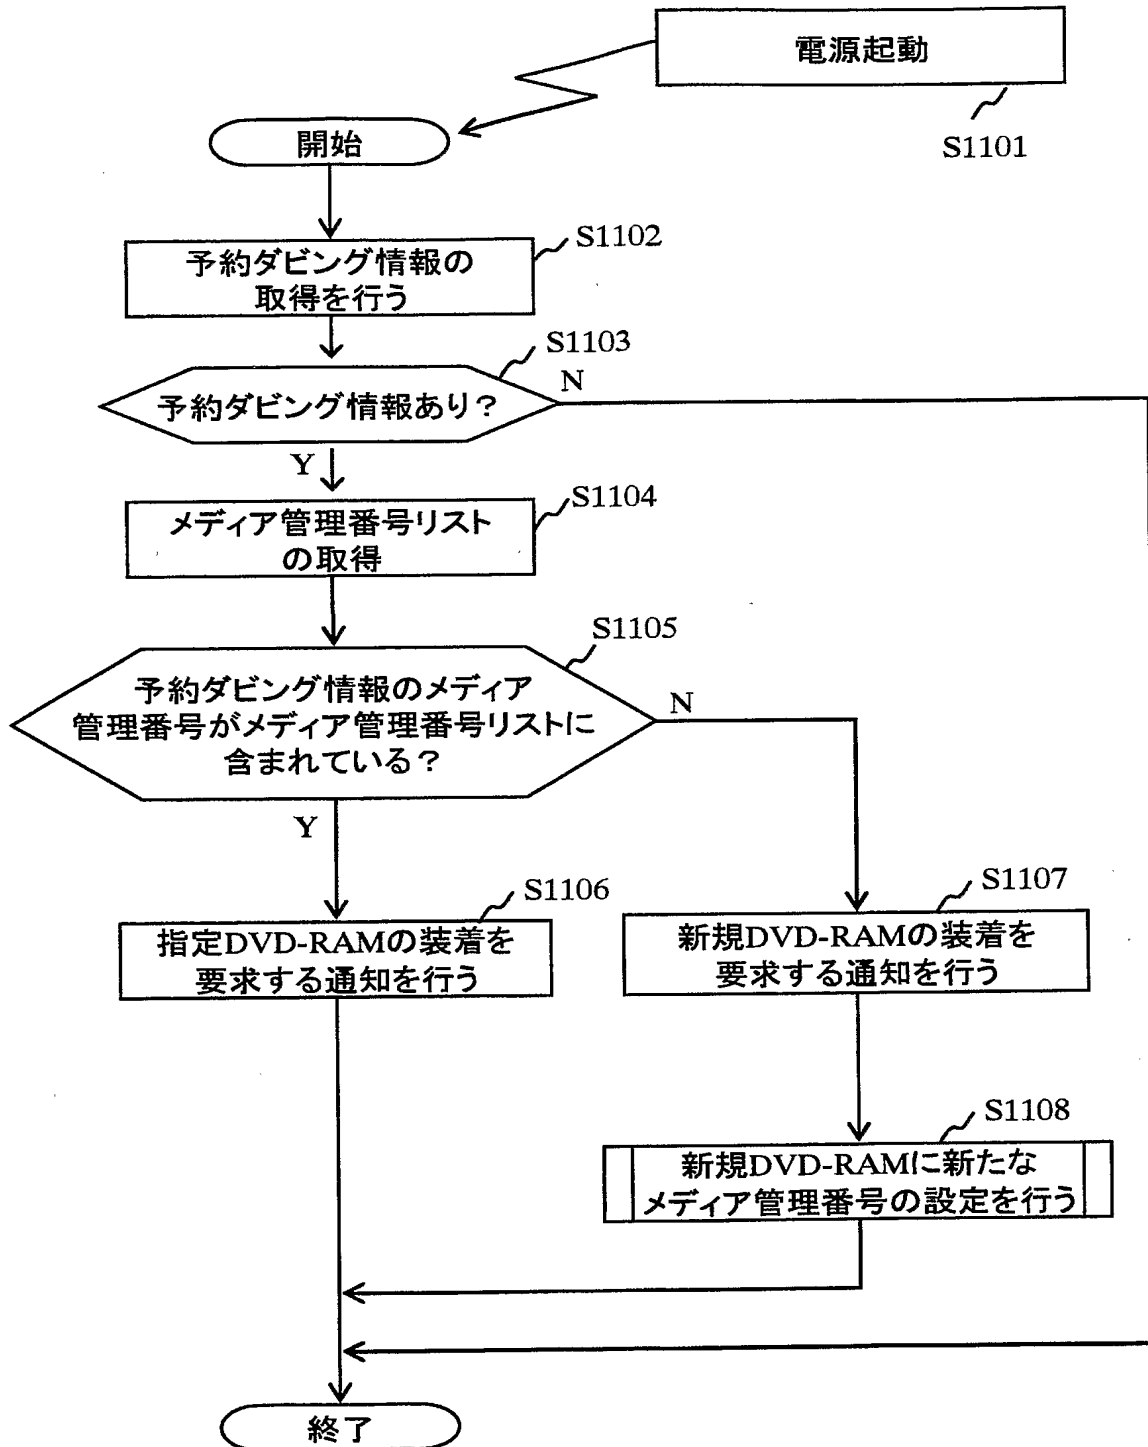 電源起動
S1101
開始
S1102
予約ダビング情報の
取得を行う
S1103
予約ダビング情報あり?
N
Y
S1104
メディア管理番号リスト
の取得
S1105
予約ダビング情報のメディア
管理番号がメディア管理番号リストに
含まれている?
N
Y
S1106
指定DVD-RAMの装着を
要求する通知を行う
S1107
新規DVD-RAMの装着を
要求する通知を行う
S1108
新規DVD-RAMに新たな
メディア管理番号の設定を行う
終了